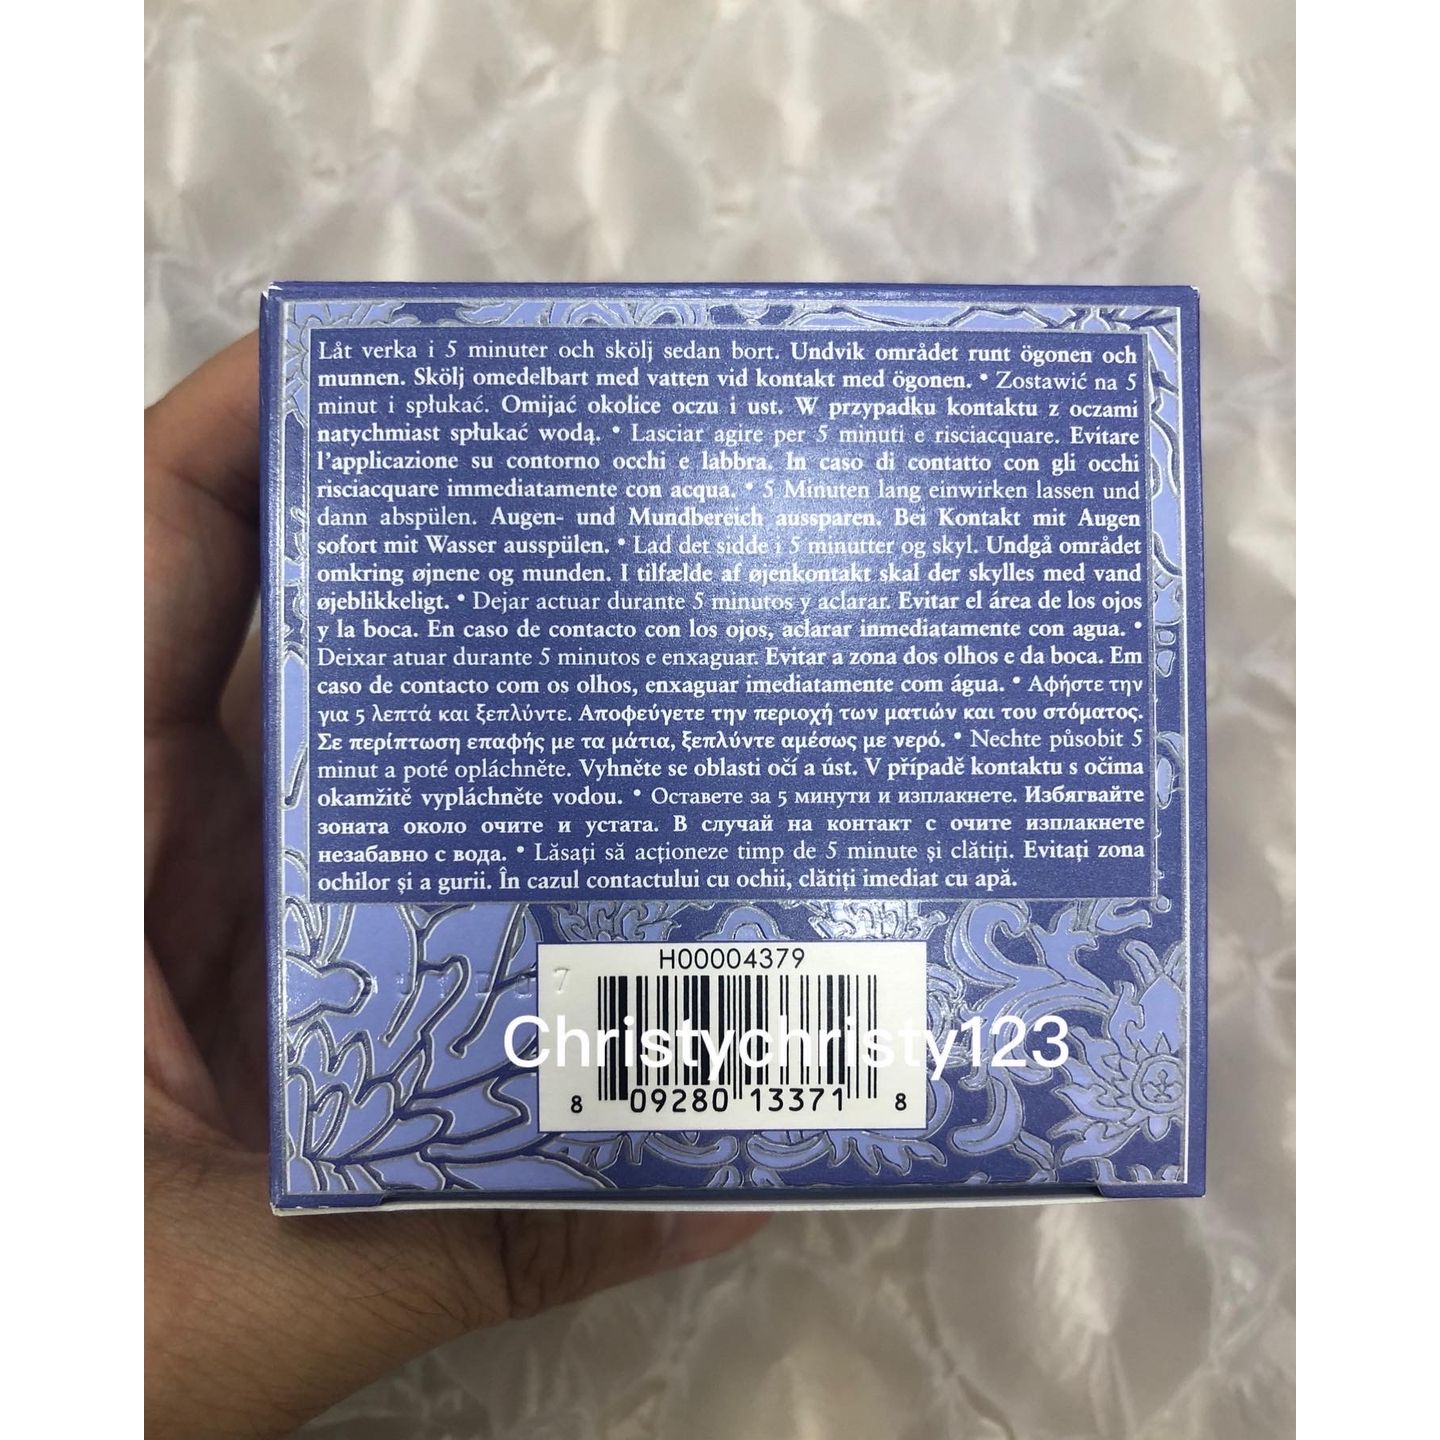 Låt verka i 5 minuter och skölj sedan bort. Undvik området runt ögonen och
munnen. Skölj omedelbart med vatten vid kontakt med ögonen. • Zostawić na 5
minut i spłukać. Omijać okolice oczu i ust. W przypadku kontaktu z oczami
natychmiast spłukać wodą. • Lasciar agire per 5 minuti e risciacquare. Evitare
l'applicazione su contorno occhi e labbra. In caso di contatto con gli occhi
risciacquare immediatamente con acqua. • 5 Minuten lang einwirken lassen und
dann abspülen. Augen- und Mundbereich aussparen. Bei Kontakt mit Augen
sofort mit Wasser ausspülen. • Lad det sidde i 5 minutter og skyl. Undgå området
omkring øjnene og munden. I tilfælde af øjenkontakt skal der skylles med vand
øjeblikkeligt. • Dejar actuar durante 5 minutos y aclarar. Evitar el área de los ojos
y la boca. En caso de contacto con los ojos, aclarar inmediatamente con agua. •
Deixar atuar durante 5 minutos e enxaguar. Evitar a zona dos olhos e da boca. Em
caso de contacto com os olhos, enxaguar imediatamente com água. • Αφήστε την
για 5 λεπτά και ξεπλύντε. Αποφεύγετε την περιοχή των ματιών και του στόματος.
Σε περίπτωση επαφής με τα μάτια, ξεπλύντε αμέσως με νερό. • Nechte působit 5
minut a poté opláchněte. Vyhněte se oblasti očí a úst. V případě kontaktu s očima
okamžitě vypláchněte vodou. • Оставете за 5 минути и изплакнете. Избягвайте
зоната около очите и устата. В случай на контакт с очите изплакнете
незабавно с вода. • Lăsați să acționeze timp de 5 minute și clătiți. Evitați zona
ochilor și a gurii. În cazul contactului cu ochii, clătiți imediat cu apă.
H00004379
Christychristy123
8 09280 13371 8